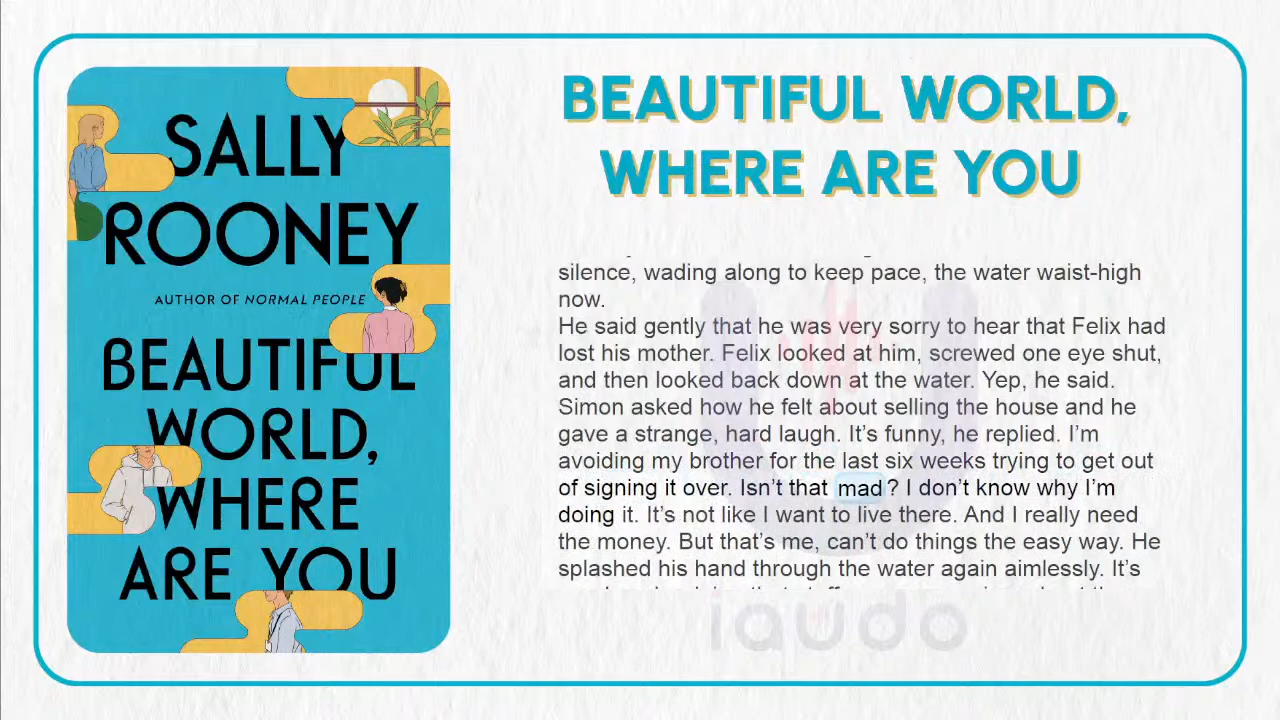 SALLY
ROONEY
AUTHOR OF NORMAL PEOPLE
BEAUTIFUL
WORLD,
WHERE
ARE YOU
BEAUTIFUL WORLD,
WHERE ARE YOU
silence, wading along to keep pace, the water waist-high
now.
He said gently that he was very sorry to hear that Felix had
lost his mother. Felix looked at him, screwed one eye shut,
and then looked back down at the water. Yep, he said.
Simon asked how he felt about selling the house and he
gave a strange, hard laugh. It’s funny, he replied. I’m
avoiding my brother for the last six weeks trying to get out
of signing it over. Isn’t that mad? I don’t know why I’m
doing it. It’s not like I want to live there. And I really need
the money. But that’s me, can’t do things the easy way. He
splashed his hand through the water again aimlessly. It’s
iqudo